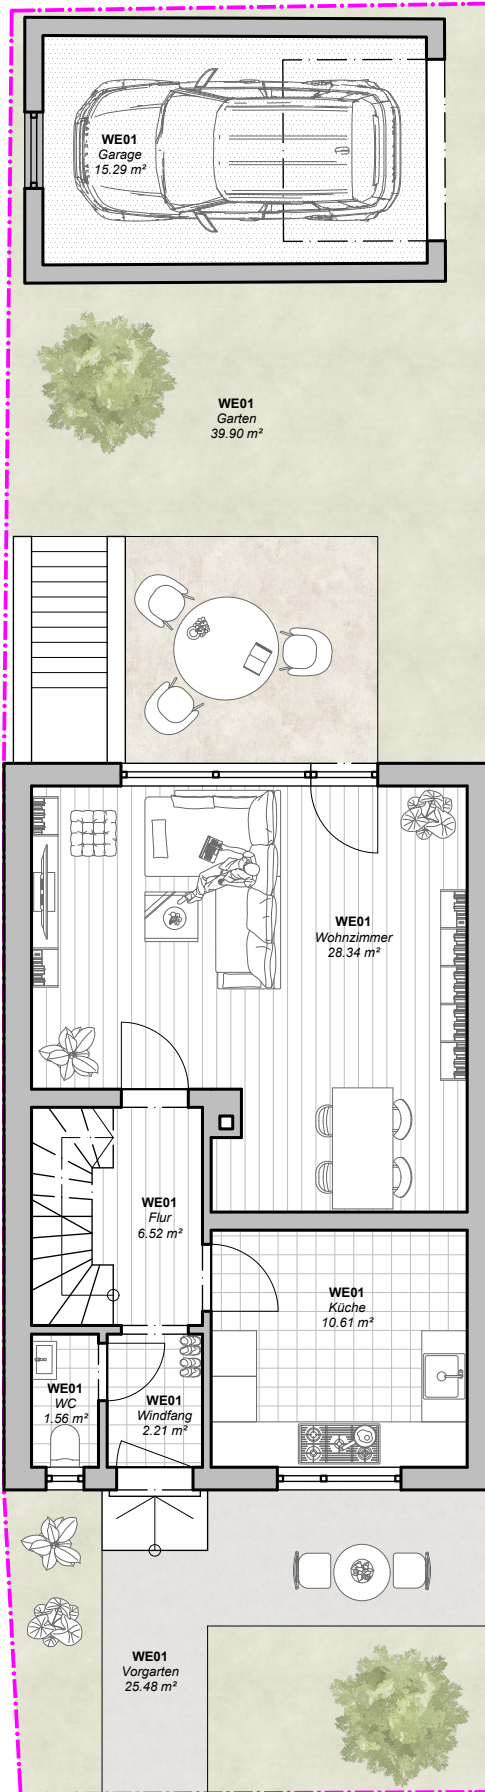 WE01
Garage
15.29 m²
WE01
Garten
39.90 m²
WE01
Wohnzimmer
28.34 m²
WE01
Flur
6.52 m²
WE01
Küche
10.61 m²
WE01
WC
1.56 m²
WE01
Windfang
2.21 m²
WE01
Vorgarten
25.48 m²